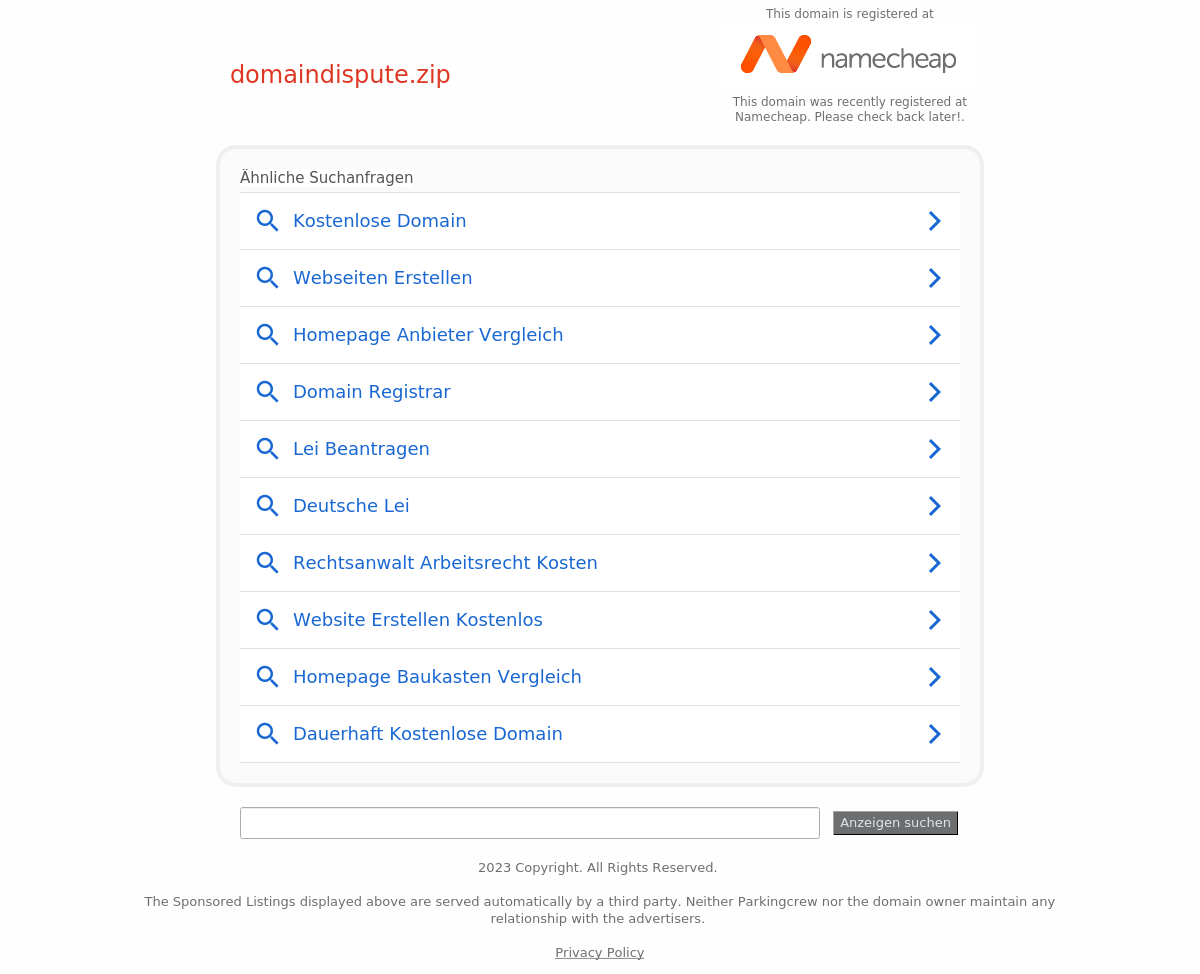 This domain is registered at
namecheap
domaindispute.zip
This domain was recently registered at
Namecheap. Please check back later!.
Ähnliche Suchanfragen
Kostenlose Domain
Webseiten Erstellen
Homepage Anbieter Vergleich
Domain Registrar
Lei Beantragen
Deutsche Lei
Rechtsanwalt Arbeitsrecht Kosten
Website Erstellen Kostenlos
Homepage Baukasten Vergleich
Dauerhaft Kostenlose Domain
Anzeigen suchen
2023 Copyright. All Rights Reserved.
The Sponsored Listings displayed above are served automatically by a third party. Neither Parkingcrew nor the domain owner maintain any
relationship with the advertisers.
Privacy Policy